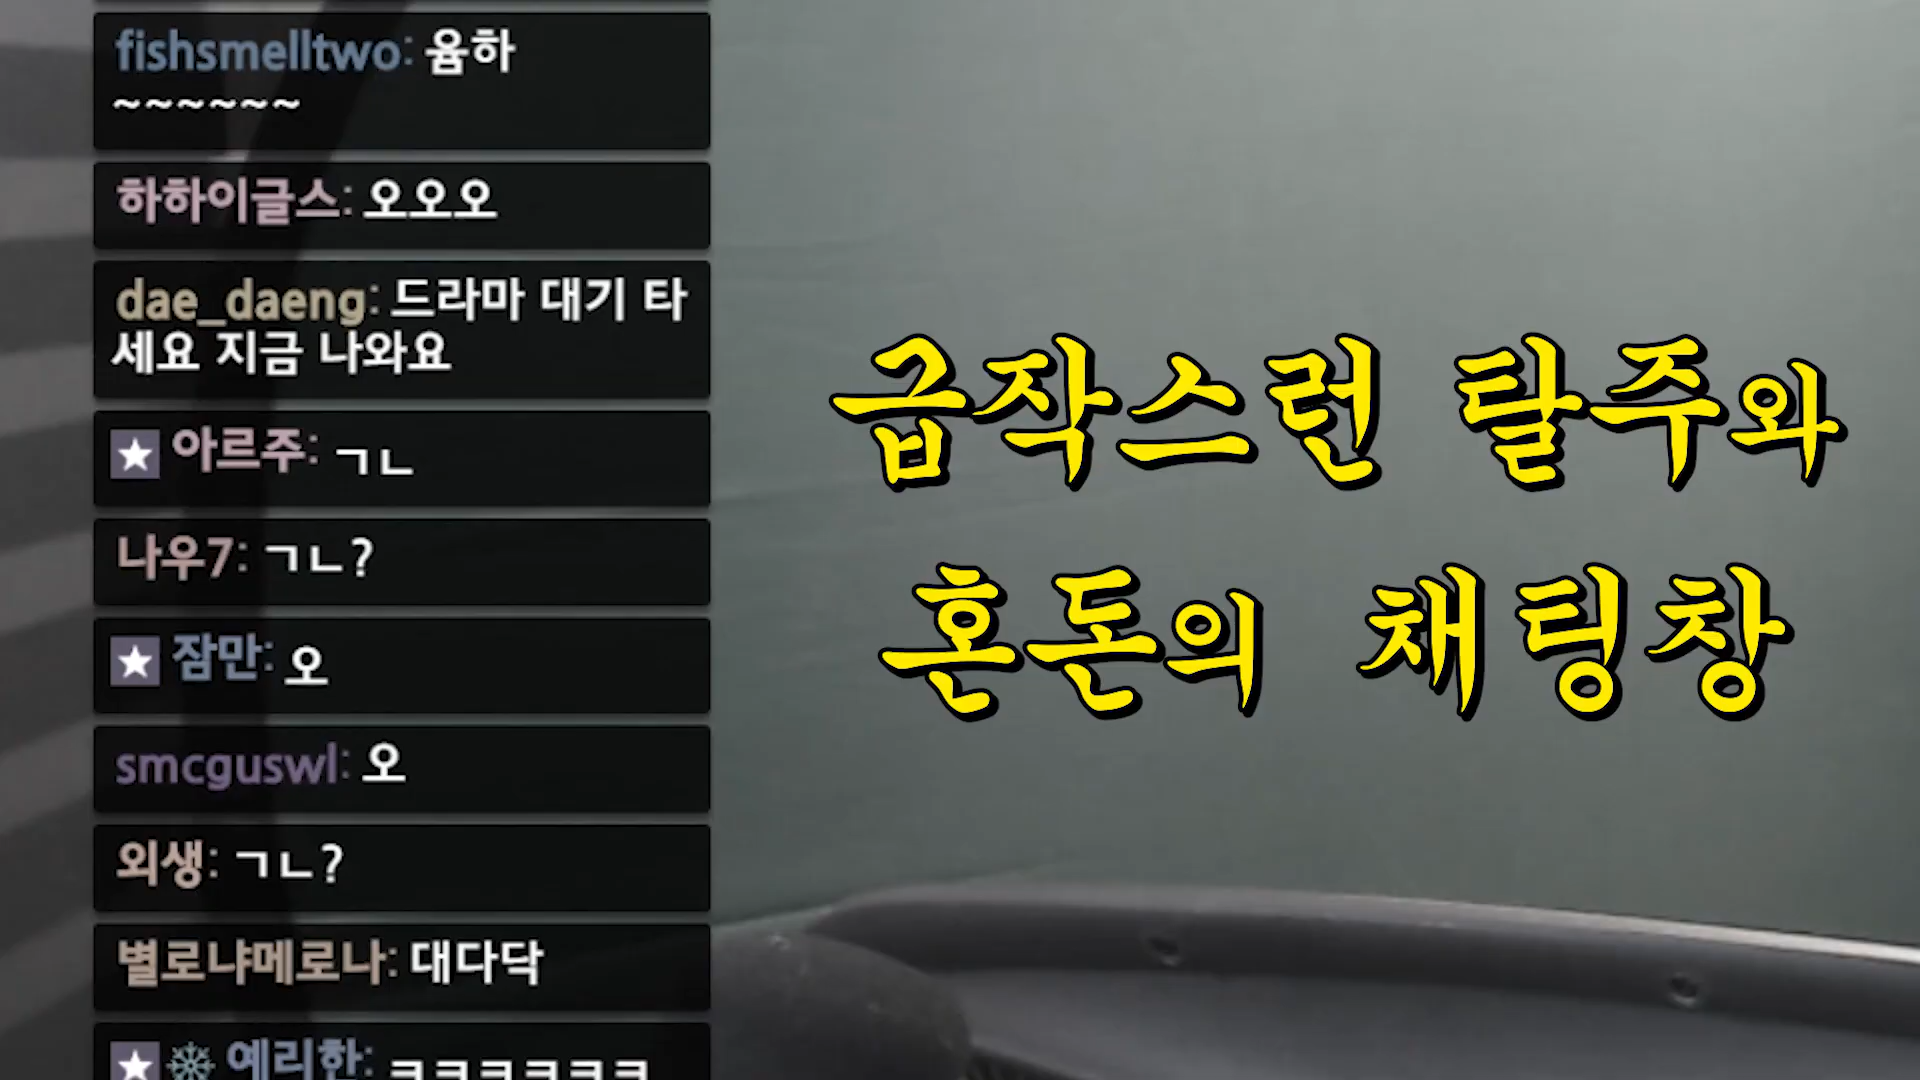 fishsmelltwo: 윰하
~~~~~~
하하이글스: 오오오
dae_daeng: 드라마 대기 타
세요 지금 나와요
아르주: ㄱㄴ
나우7: ㄱㄴ?
잠만: 오
smcguswl: 오
외생: ㄱㄴ?
별로냐메로나: 대다닥
예리한: ㅋㅋㅋㅋㅋㅋ
급작스런 탈주와
혼돈의 채팅창